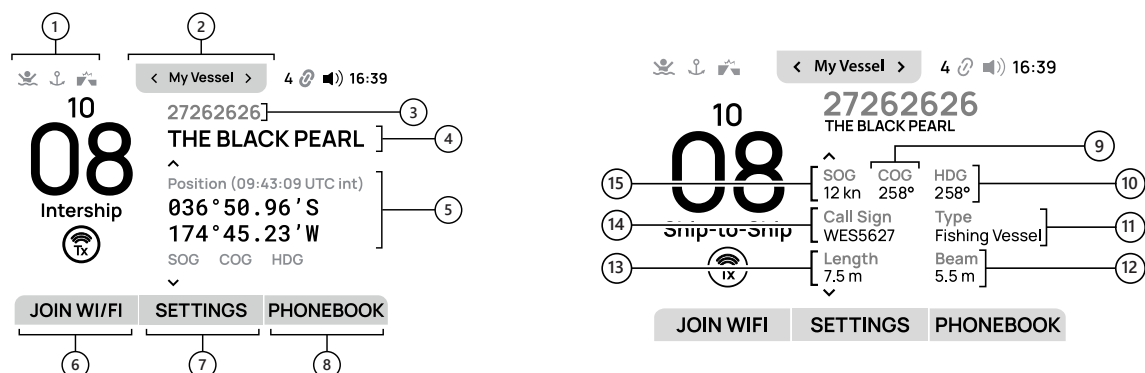 1
2
< My Vessel > 4 16:39
10
08
Intership
Tx
27262626
3
THE BLACK PEARL
4
Position (09:43:09 UTC int)
036°50.96'S
174°45.23'W
5
SOG COG HDG
JOIN WI/FI SETTINGS PHONEBOOK
6 7 8
< My Vessel > 4 16:39
10
08
Ship-to-Ship
Tx
27262626
THE BLACK PEARL
9
15
SOG COG HDG
12 kn 258° 258°
10
14
Call Sign Type
WES5627 Fishing Vessel
11
13
Length Beam
7.5 m 5.5 m
12
JOIN WIFI SETTINGS PHONEBOOK